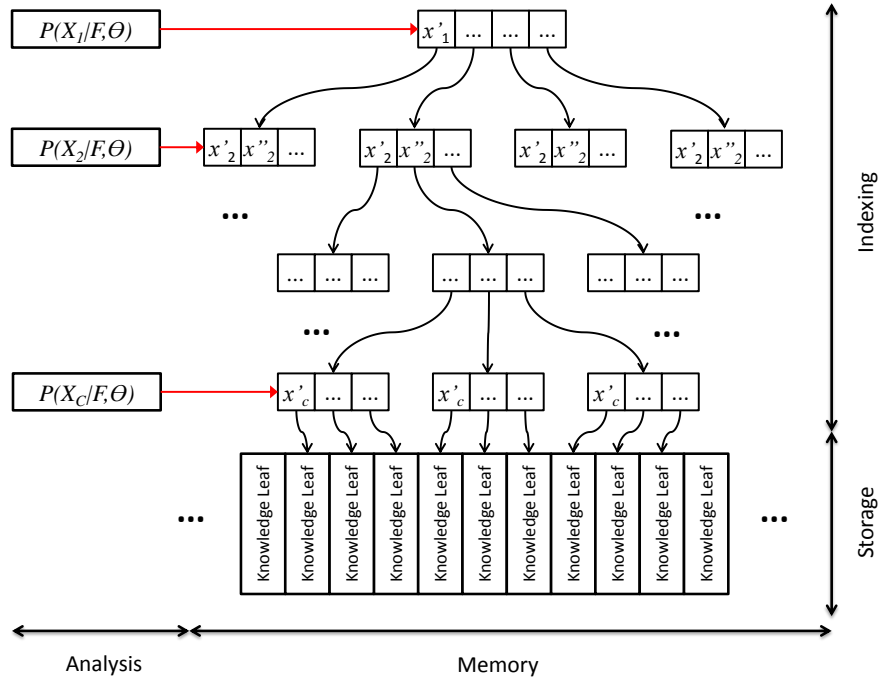 P(X1/F,Θ)
x'1 ... ... ...
P(X2/F,Θ)
x'2 x''2 ...
x'2 x''2 ...
x'2 x''2 ...
x'2 x''2 ...
...
...
... ... ...
... ... ...
... ... ...
...
...
P(XC/F,Θ)
x'c ... ...
x'c ... ...
x'c ... ...
...
Knowledge Leaf
Knowledge Leaf
Knowledge Leaf
Knowledge Leaf
Knowledge Leaf
Knowledge Leaf
Knowledge Leaf
Knowledge Leaf
Knowledge Leaf
Knowledge Leaf
Knowledge Leaf
...
Indexing
Storage
Analysis
Memory